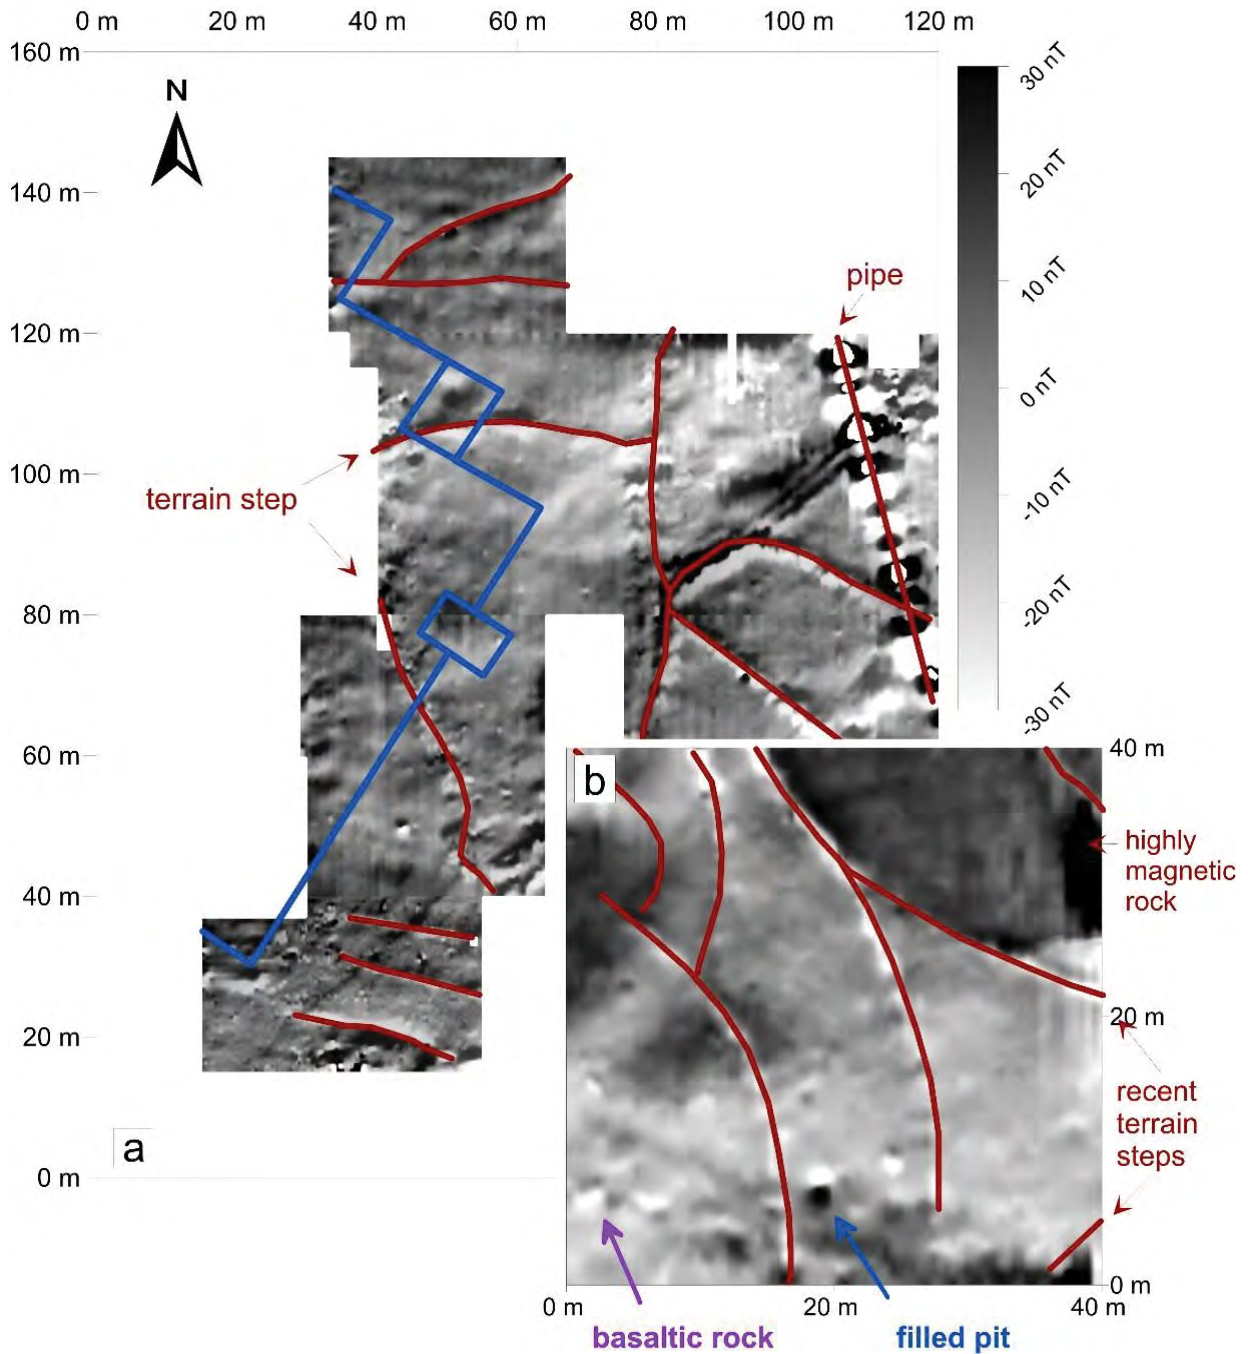 0 m 20 m 40 m 60 m 80 m 100 m 120 m
160 m
N
30 nT
20 nT
140 m
10 nT
pipe
120 m
0 nT
100 m
terrain step
-10 nT
80 m
-20 nT
-30 nT
60 m
b
40 m
highly
magnetic
rock
40 m
20 m
20 m
recent
terrain
steps
a
0 m
0 m
0 m 20 m 40 m
basaltic rock filled pit